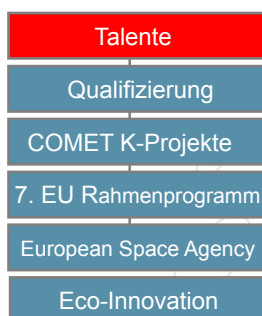 Talente
Qualifizierung
COMET K-Projekte
7. EU Rahmenprogramm
European Space Agency
Eco-Innovation